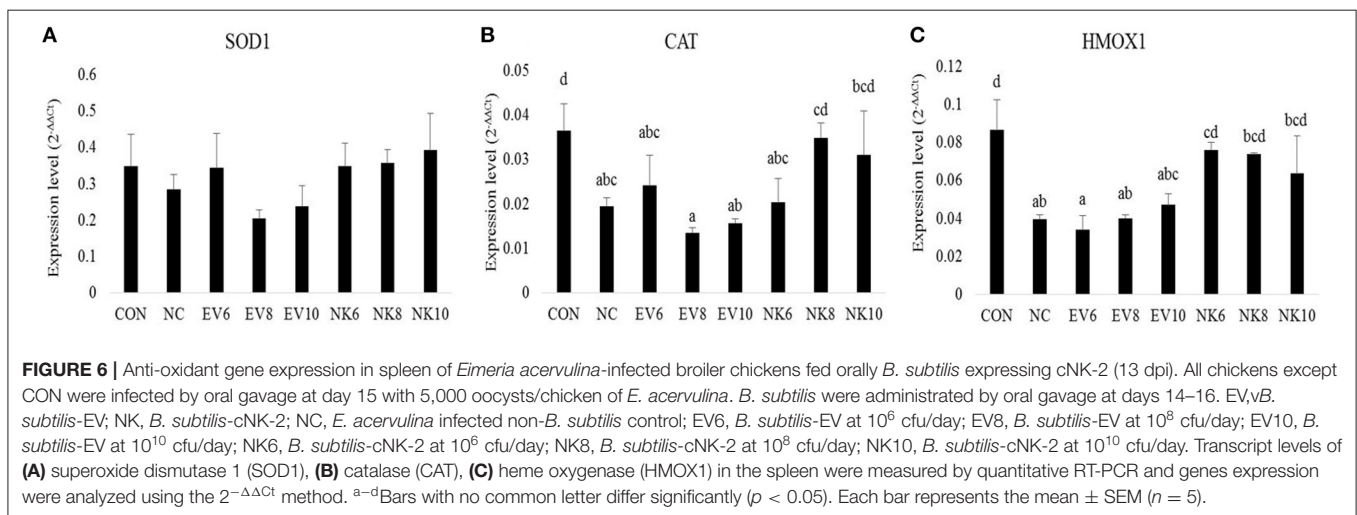 A
SOD1
Expression level (2-ΔΔCt)
0.6
0.5
0.4
0.3
0.2
0.1
0
CON NC EV6 EV8 EV10 NK6 NK8 NK10
B
CAT
Expression level (2-ΔΔCt)
0.05
0.04
0.03
0.02
0.01
0
d abc abc a ab abc cd bcd
CON NC EV6 EV8 EV10 NK6 NK8 NK10
C
HMOX1
Expression level (2-ΔΔCt)
0.12
0.1
0.08
0.06
0.04
0.02
0
d ab a ab abc cd bcd bcd
CON NC EV6 EV8 EV10 NK6 NK8 NK10
FIGURE 6 | Anti-oxidant gene expression in spleen of Eimeria acervulina-infected broiler chickens fed orally B. subtilis expressing cNK-2 (13 dpi). All chickens except
CON were infected by oral gavage at day 15 with 5,000 oocysts/chicken of E. acervulina. B. subtilis were administrated by oral gavage at days 14–16. EV,vB.
subtilis-EV; NK, B. subtilis-cNK-2; NC, E. acervulina infected non-B. subtilis control; EV6, B. subtilis-EV at 10⁶ cfu/day; EV8, B. subtilis-EV at 10⁸ cfu/day; EV10, B.
subtilis-EV at 10¹⁰ cfu/day; NK6, B. subtilis-cNK-2 at 10⁶ cfu/day; NK8, B. subtilis-cNK-2 at 10⁸ cfu/day; NK10, B. subtilis-cNK-2 at 10¹⁰ cfu/day. Transcript levels of
(A) superoxide dismutase 1 (SOD1), (B) catalase (CAT), (C) heme oxygenase (HMOX1) in the spleen were measured by quantitative RT-PCR and genes expression
were analyzed using the 2−ΔΔCt method. a–dBars with no common letter differ significantly (p < 0.05). Each bar represents the mean ± SEM (n = 5).